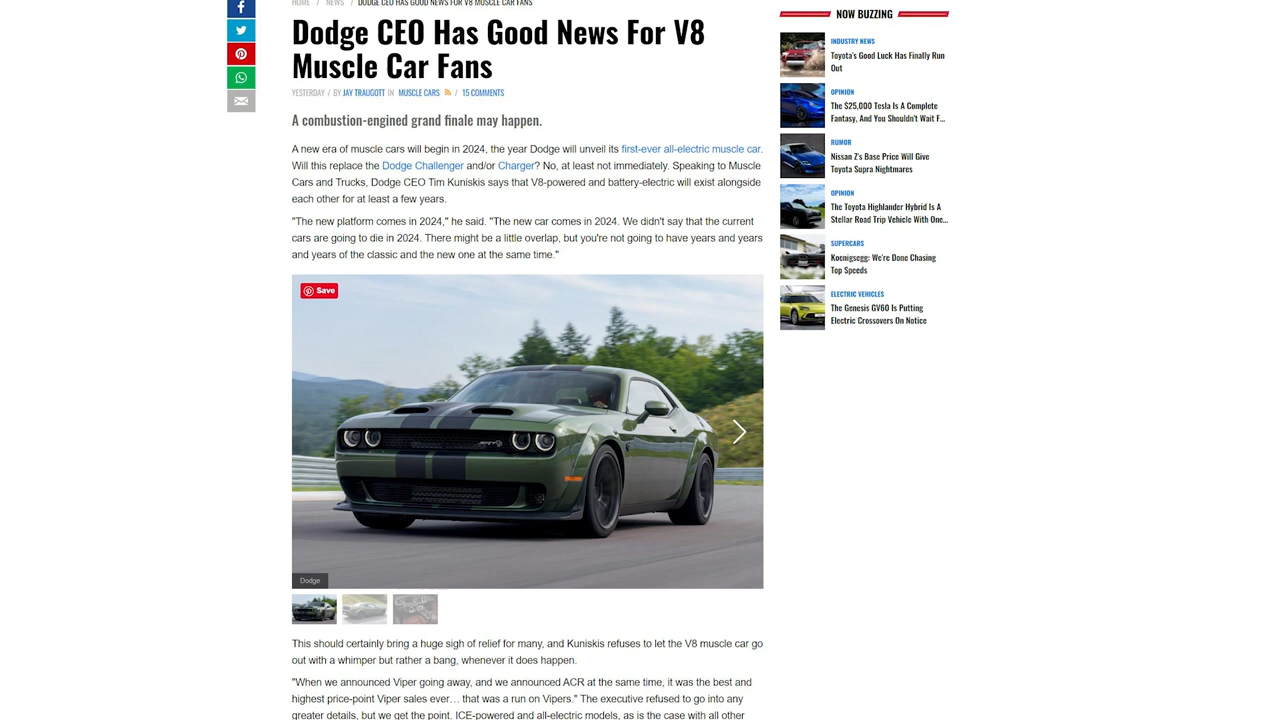 HOME / NEWS / DODGE CEO HAS GOOD NEWS FOR V8 MUSCLE CAR FANS
Dodge CEO Has Good News For V8
Muscle Car Fans
YESTERDAY / BY JAY TRAUGOTT IN MUSCLE CARS / 15 COMMENTS
A combustion-engined grand finale may happen.
A new era of muscle cars will begin in 2024, the year Dodge will unveil its first-ever all-electric muscle car.
Will this replace the Dodge Challenger and/or Charger? No, at least not immediately. Speaking to Muscle
Cars and Trucks, Dodge CEO Tim Kuniskis says that V8-powered and battery-electric will exist alongside
each other for at least a few years.
"The new platform comes in 2024," he said. "The new car comes in 2024. We didn't say that the current
cars are going to die in 2024. There might be a little overlap, but you're not going to have years and years
and years of the classic and the new one at the same time."
Save
Dodge
This should certainly bring a huge sigh of relief for many, and Kuniskis refuses to let the V8 muscle car go
out with a whimper but rather a bang, whenever it does happen.
"When we announced Viper going away, and we announced ACR at the same time, it was the best and
highest price-point Viper sales ever… that was a run on Vipers." The executive refused to go into any
greater details, but we get the point. ICE-powered and all-electric models, as is the case with all other
NOW BUZZING
INDUSTRY NEWS
Toyota's Good Luck Has Finally Run
Out
OPINION
The $25,000 Tesla Is A Complete
Fantasy, And You Shouldn't Wait F...
RUMOR
Nissan Z's Base Price Will Give
Toyota Supra Nightmares
OPINION
The Toyota Highlander Hybrid Is A
Stellar Road Trip Vehicle With One...
SUPERCARS
Koenigsegg: We're Done Chasing
Top Speeds
ELECTRIC VEHICLES
The Genesis GV60 Is Putting
Electric Crossovers On Notice